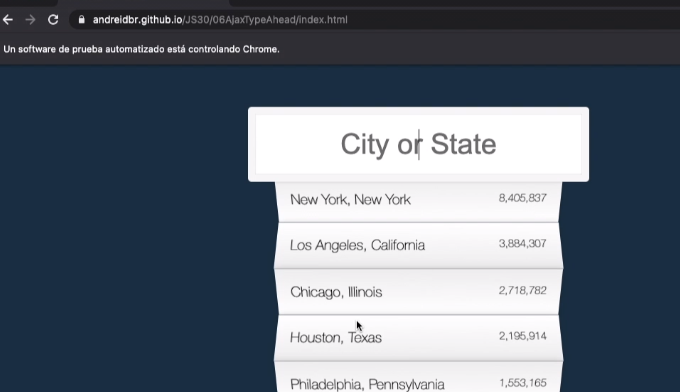 andreidbr.github.io/JS30/06AjaxTypeAhead/index.html
Un software de prueba automatizado está controlando Chrome.
City or State
New York, New York 8,405,837
Los Angeles, California 3,884,307
Chicago, Illinois 2,718,782
Houston, Texas 2,195,914
Philadelphia, Pennsylvania 1,553,165